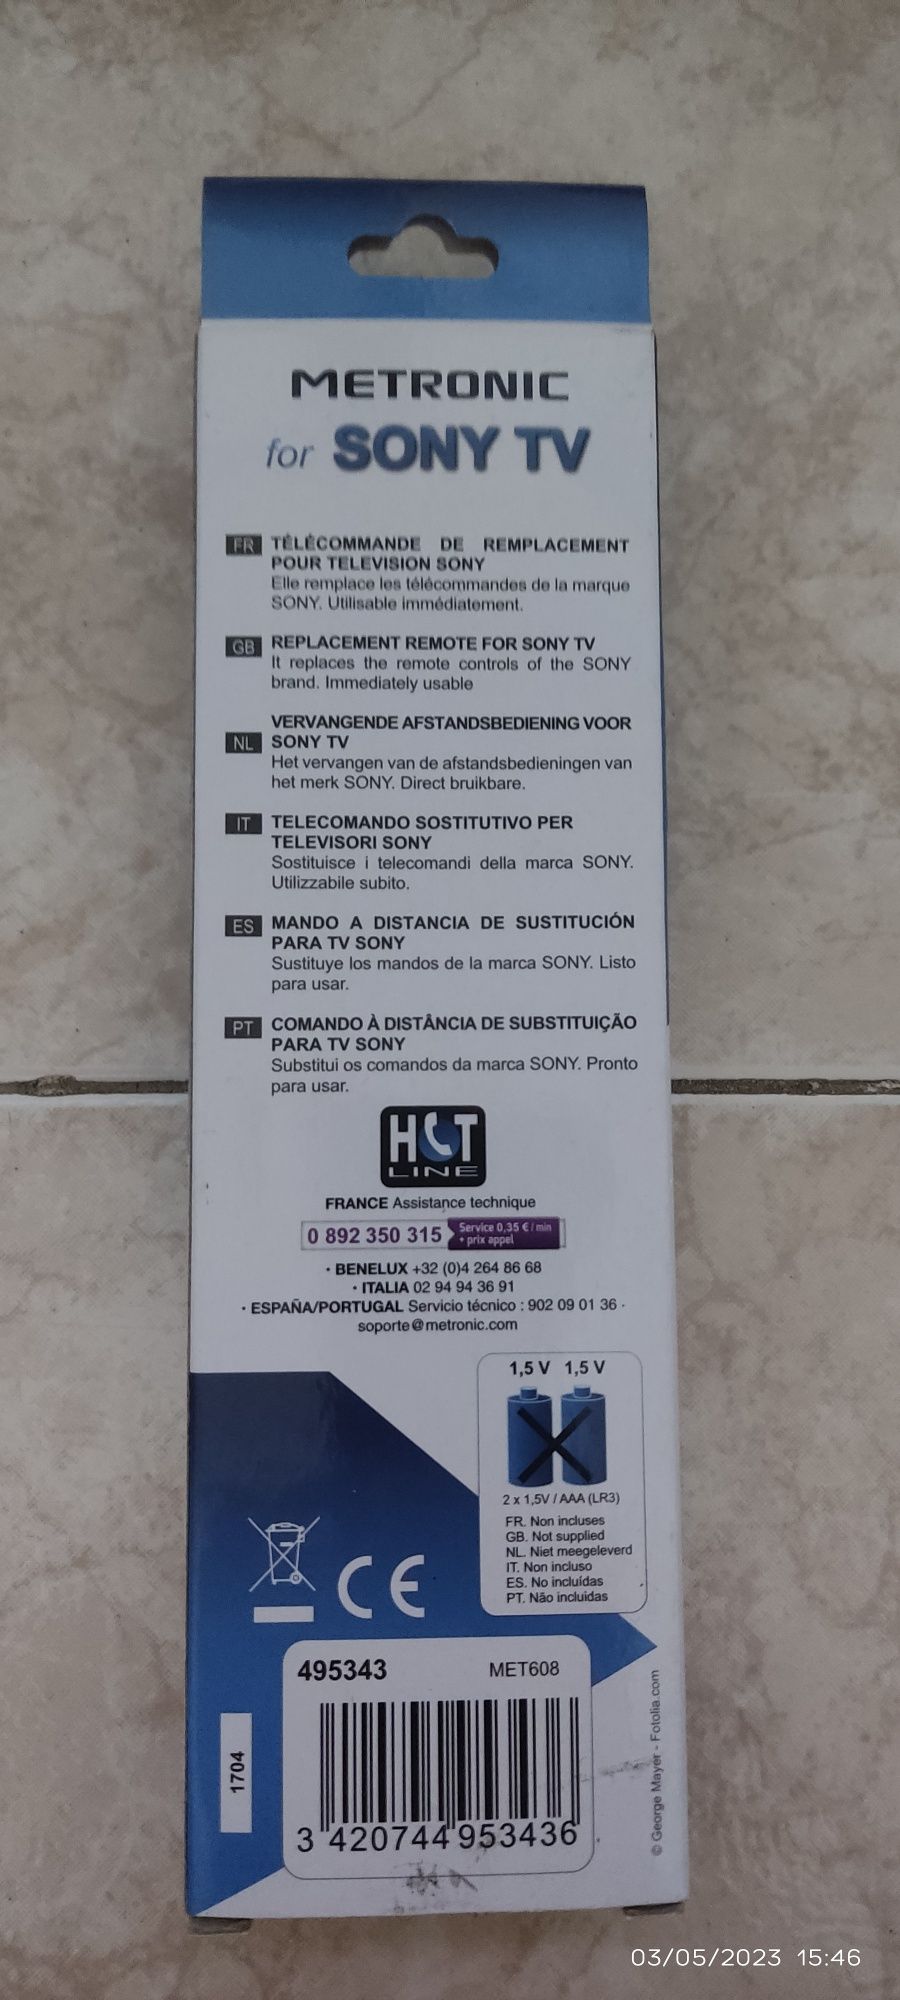 METRONIC
for SONY TV
FR TÉLÉCOMMANDE DE REMPLACEMENT
POUR TELEVISION SONY
Elle remplace les télécommandes de la marque
SONY. Utilisable immédiatement.
GB REPLACEMENT REMOTE FOR SONY TV
It replaces the remote controls of the SONY
brand. Immediately usable
VERVANGENDE AFSTANDSBEDIENING VOOR
NL SONY TV
Het vervangen van de afstandsbedieningen van
het merk SONY. Direct bruikbare.
IT TELECOMANDO SOSTITUTIVO PER
TELEVISORI SONY
Sostituisce i telecomandi della marca SONY.
Utilizzabile subito.
ES MANDO A DISTANCIA DE SUSTITUCIÓN
PARA TV SONY
Sustituye los mandos de la marca SONY. Listo
para usar.
PT COMANDO À DISTÂNCIA DE SUBSTITUIÇÃO
PARA TV SONY
Substitui os comandos da marca SONY. Pronto
para usar.
HOT
LINE
FRANCE Assistance technique
0 892 350 315 Service 0,35 € / min
+ prix appel
· BENELUX +32 (0)4 264 86 68
· ITALIA 02 94 94 36 91
· ESPAÑA/PORTUGAL Servicio técnico : 902 09 01 36 ·
soporte@metronic.com
1,5 V 1,5 V
2 x 1,5V / AAA (LR3)
FR. Non incluses
GB. Not supplied
NL. Niet meegeleverd
IT. Non incluso
ES. No incluídas
PT. Não incluidas
CE
495343 MET608
3 420744 953436
1704
© George Mayer - Fotolia.com
03/05/2023 15:46